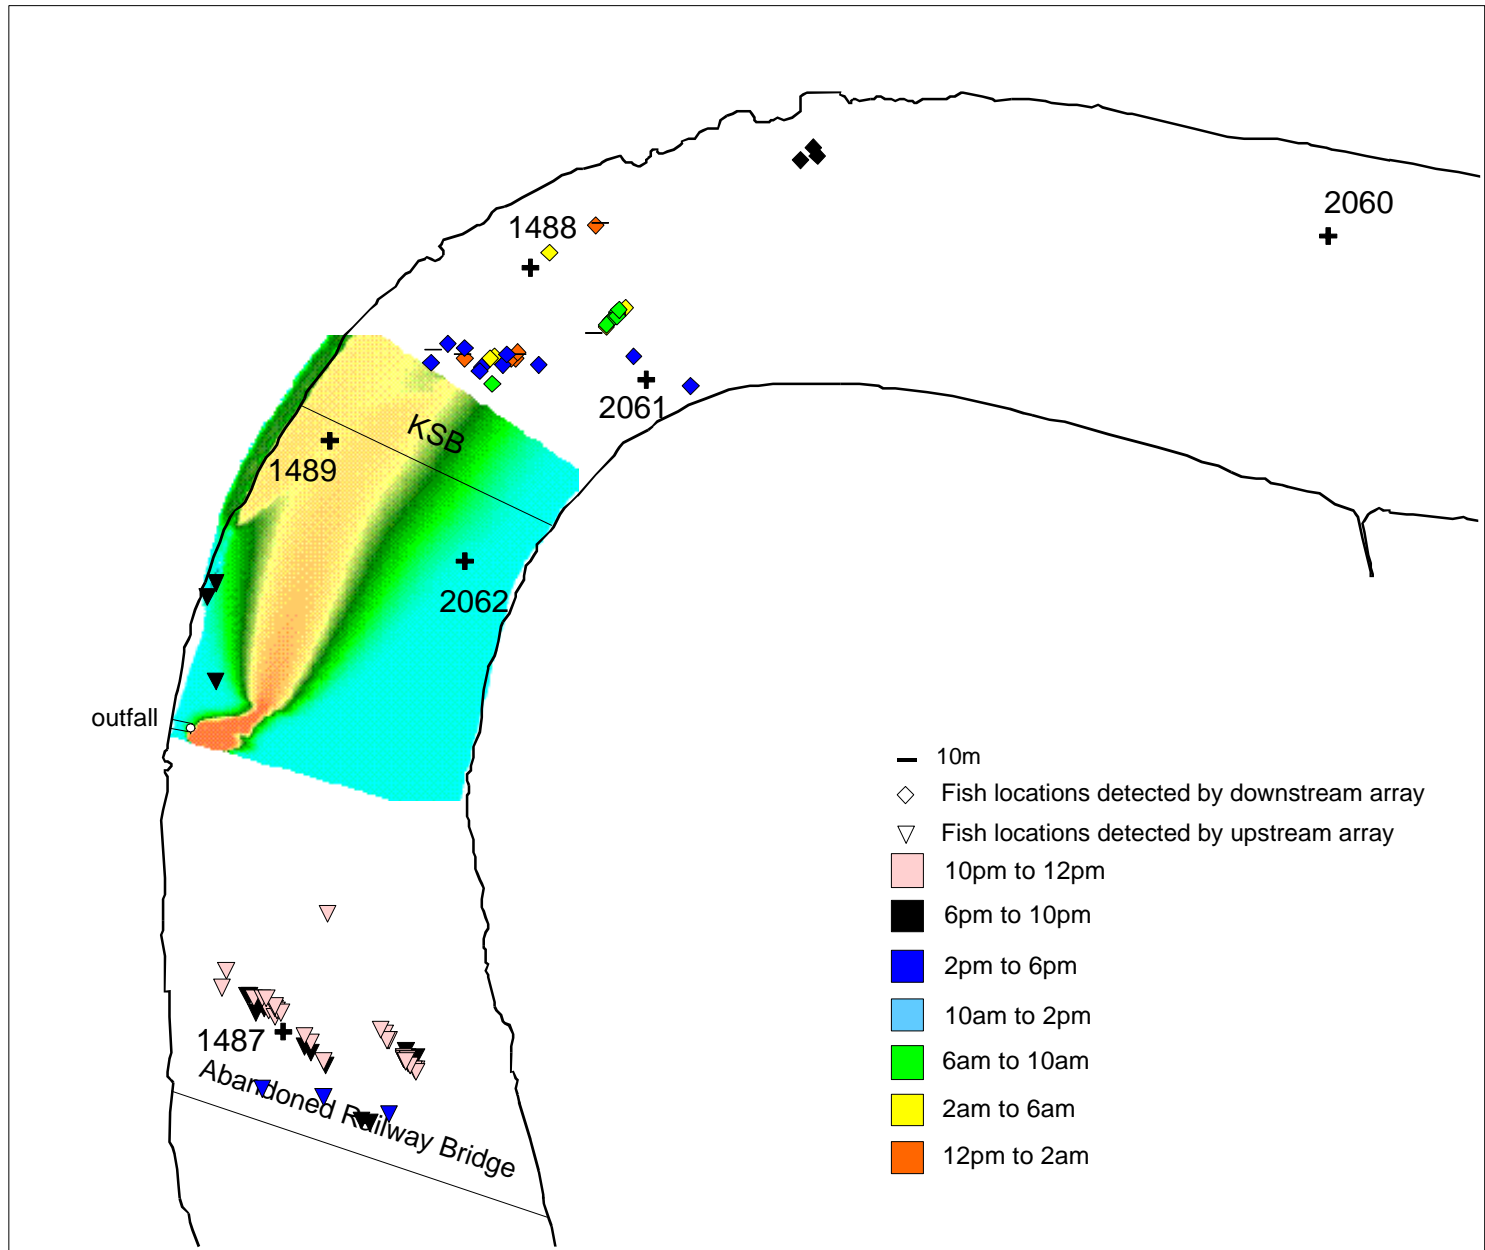 2060
1488
2061
KSB
1489
2062
outfall
10m
Fish locations detected by downstream array
Fish locations detected by upstream array
10pm to 12pm
6pm to 10pm
2pm to 6pm
10am to 2pm
6am to 10am
2am to 6am
12pm to 2am
1487
Abandoned Railway Bridge